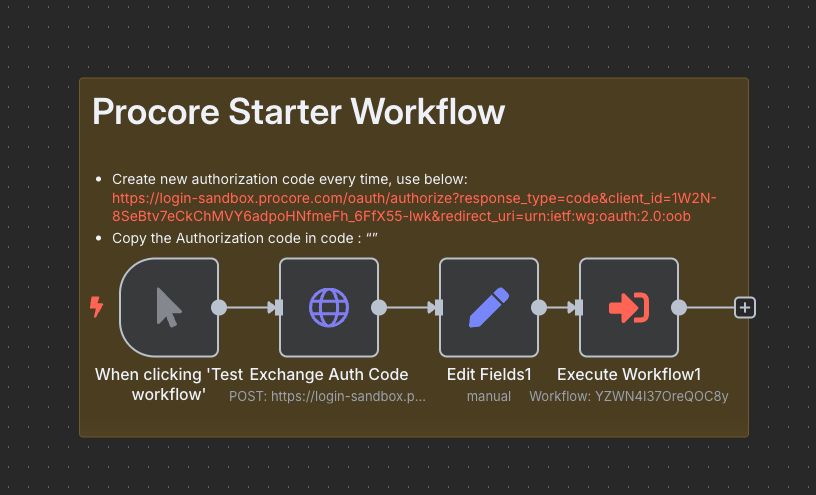 Procore Starter Workflow
Create new authorization code every time, use below:
https://login-sandbox.procore.com/oauth/authorize?response_type=code&client_id=1W2N-
8SeBtv7eCkChMVY6adpoHNfmeFh_6FfX55-Iwk&redirect_uri=urn:ietf:wg:oauth:2.0:oob
Copy the Authorization code in code : “”
When clicking 'Test
workflow'
Exchange Auth Code
POST: https://login-sandbox.p...
Edit Fields1
manual
Execute Workflow1
Workflow: YZWN4I37OreQOC8y